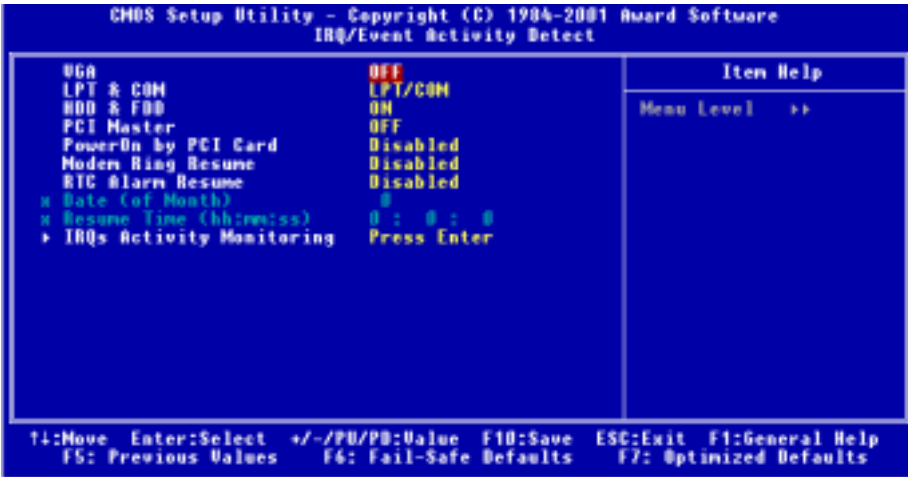 CMOS Setup Utility - Copyright (C) 1984-2001 Award Software
IRQ/Event Activity Detect
VGA OFF
LPT & COM LPT/COM
HDD & FDD ON
PCI Master OFF
PowerOn by PCI Card Disabled
Modem Ring Resume Disabled
RTC Alarm Resume Disabled
x Date (of Month) 0
x Resume Time (hh:mm:ss) 0 : 0 : 0
▸ IRQs Activity Monitoring Press Enter
Item Help
Menu Level ▸▸
↑↓:Move Enter:Select +/-/PU/PD:Value F10:Save ESC:Exit F1:General Help
F5: Previous Values F6: Fail-Safe Defaults F7: Optimized Defaults